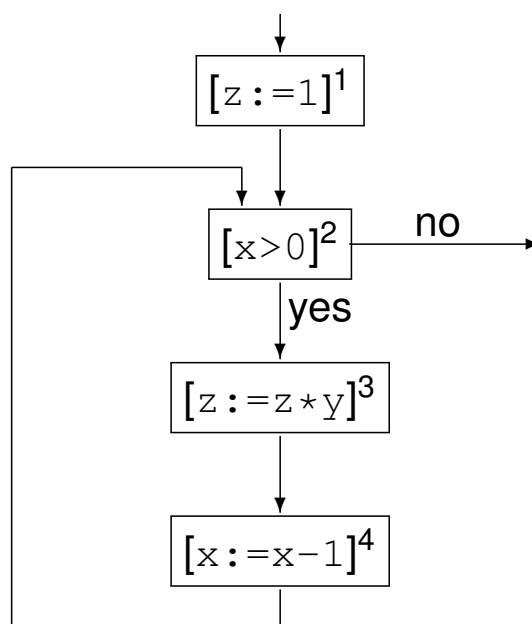 [z:=1]¹
[x>0]² no
yes
[z:=z*y]³
[x:=x-1]⁴